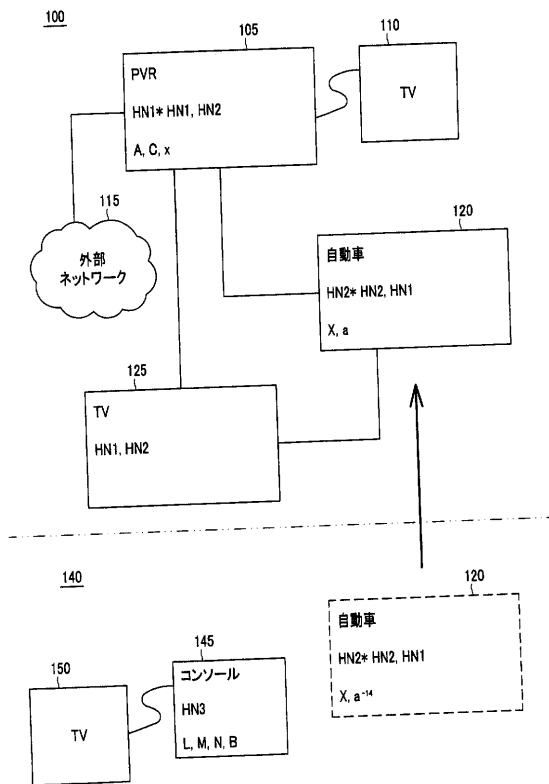 100
105
PVR
HN1* HN1, HN2
A, C, x
110
TV
115
外部
ネットワーク
120
自動車
HN2* HN2, HN1
X, a
125
TV
HN1, HN2
140
120
自動車
HN2* HN2, HN1
X, a⁻¹⁴
145
コンソール
HN3
L, M, N, B
150
TV